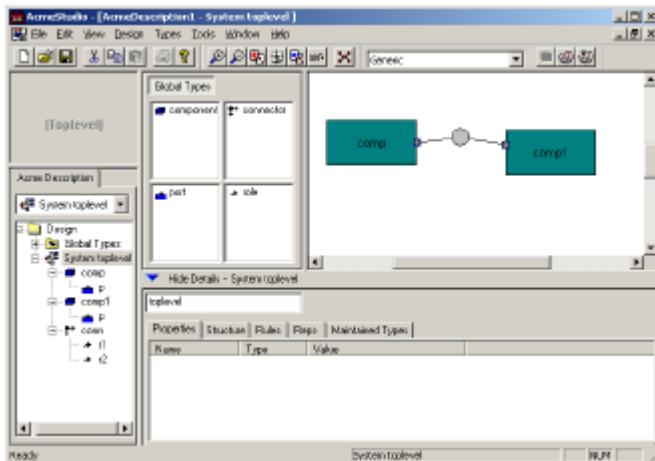 AcmeStudio - [AcmeDescription1 - System toplevel]
File Edit View Design Types Tools Window Help
Generic
[Toplevel]
Global Types
component
connector
port
role
comp
comp1
Acme Description
System toplevel
Design
Global Types
System toplevel
comp
p
comp1
p
conn
r1
r2
Hide Details - System toplevel
toplevel
Properties Structure Rules Reps Maintained Types
Name Type Value
Ready System toplevel NUM